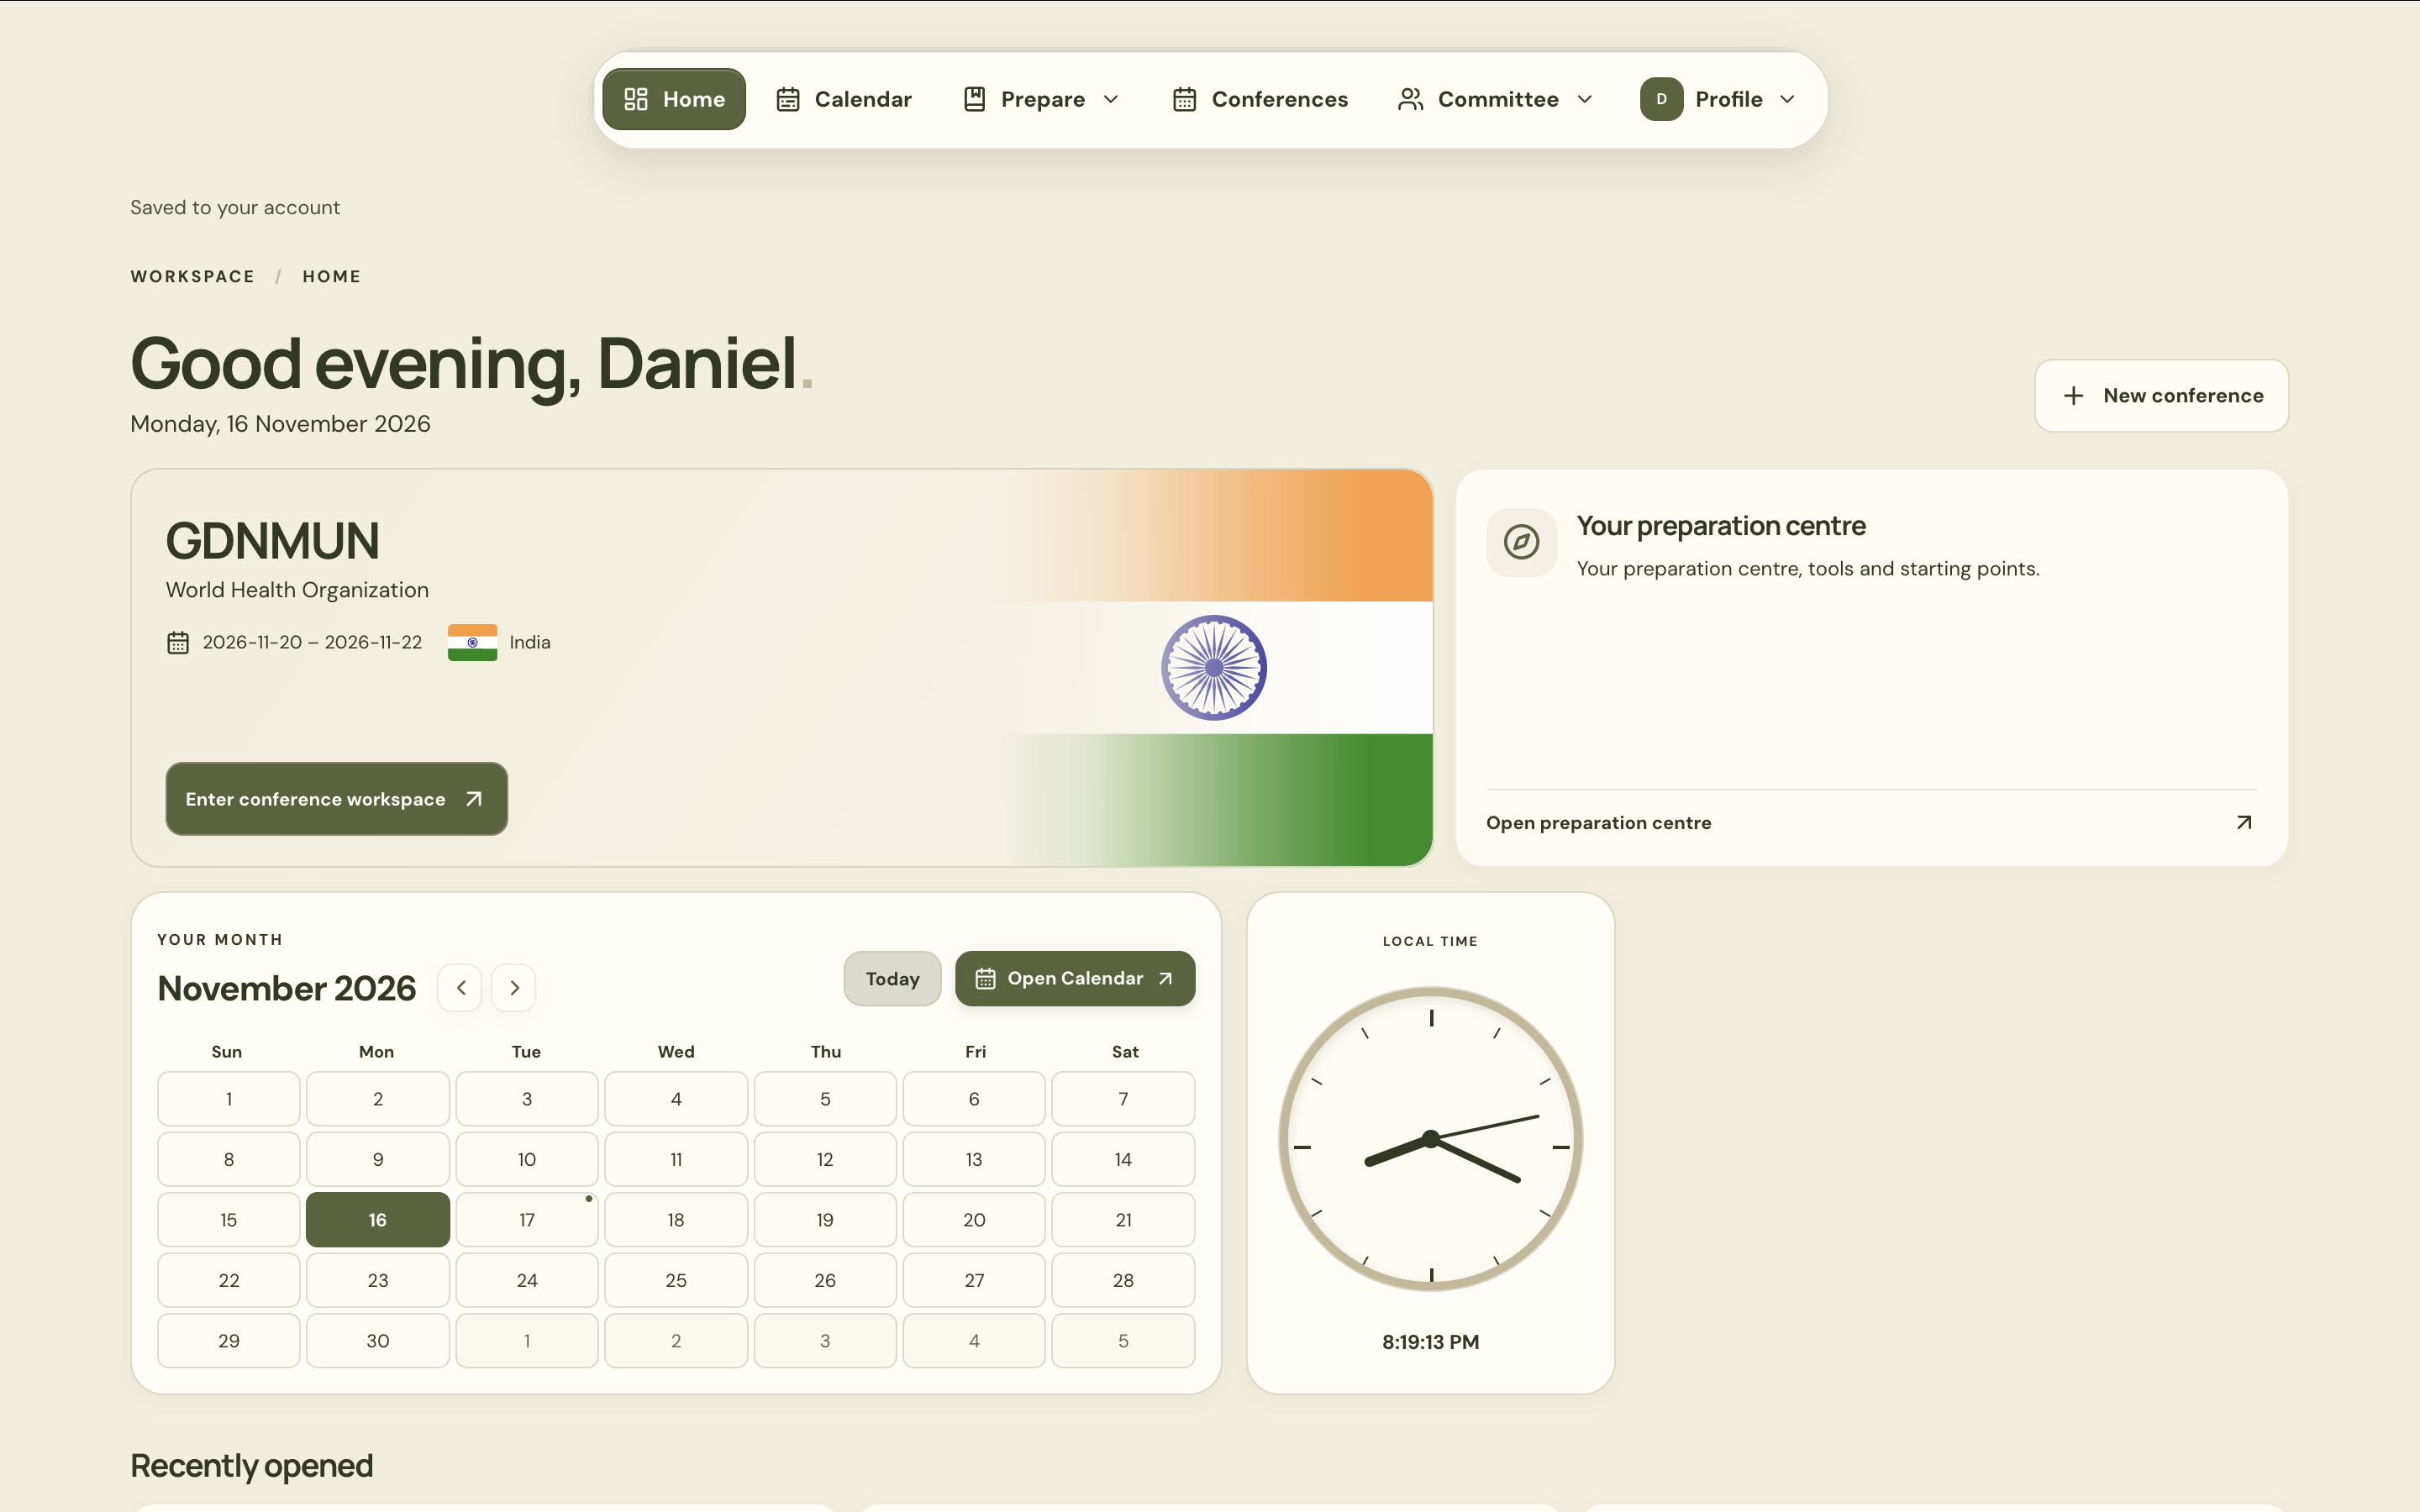 Home Calendar Prepare Conferences Committee D Profile
Saved to your account
WORKSPACE / HOME
Good evening, Daniel.
Monday, 16 November 2026
New conference
GDNMUN
World Health Organization
2026-11-20 – 2026-11-22 India
Enter conference workspace
Your preparation centre
Your preparation centre, tools and starting points.
Open preparation centre
YOUR MONTH
November 2026
Today Open Calendar
Sun Mon Tue Wed Thu Fri Sat
1 2 3 4 5 6 7
8 9 10 11 12 13 14
15 16 17 18 19 20 21
22 23 24 25 26 27 28
29 30 1 2 3 4 5
LOCAL TIME
8:19:13 PM
Recently opened